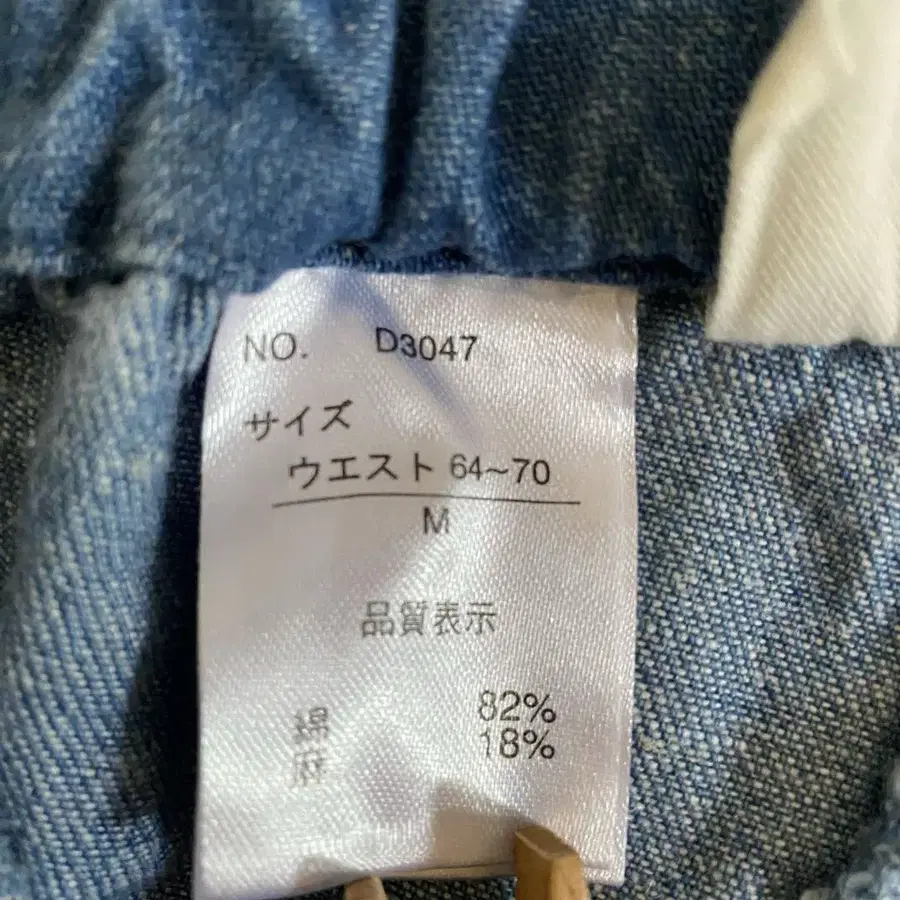 NO. D3047
サイズ
ウエスト 64~70
M
品質表示
綿 82%
麻 18%